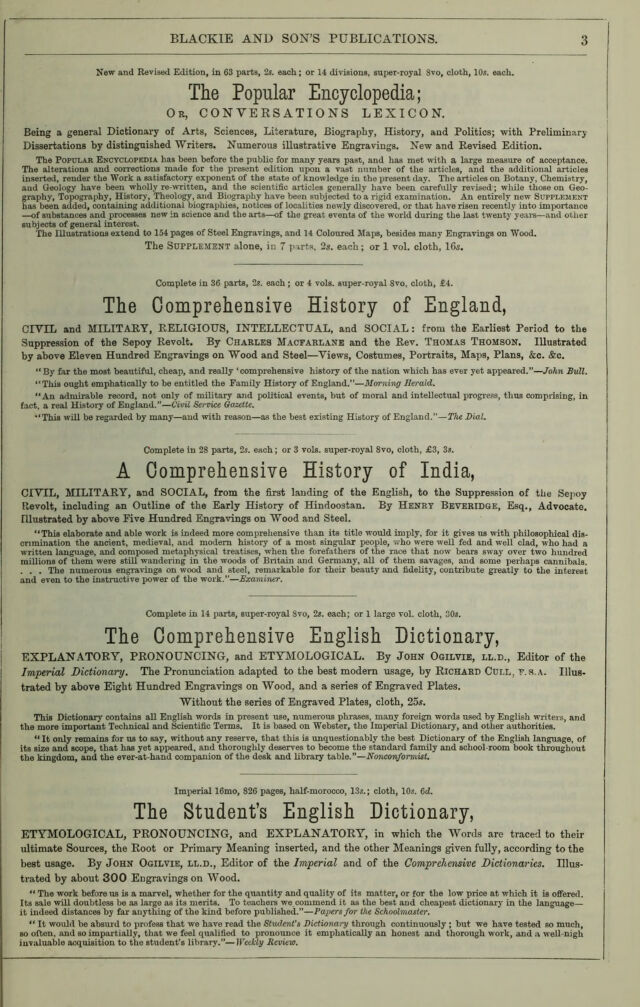 BLACKIE AND SON'S PUBLICATIONS. 3
New and Revised Edition, in 63 parts, 2s. each; or 14 divisions, super-royal 8vo, cloth, 10s. each.
The Popular Encyclopedia;
OR, CONVERSATIONS LEXICON.
Being a general Dictionary of Arts, Sciences, Literature, Biography, History, and Politics; with Preliminary
Dissertations by distinguished Writers. Numerous illustrative Engravings. New and Revised Edition.
The POPULAR ENCYCLOPEDIA has been before the public for many years past, and has met with a large measure of acceptance.
The alterations and corrections made for the present edition upon a vast number of the articles, and the additional articles
inserted, render the Work a satisfactory exponent of the state of knowledge in the present day. The articles on Botany, Chemistry,
and Geology have been wholly re-written, and the scientific articles generally have been carefully revised; while those on Geo-
graphy, Topography, History, Theology, and Biography have been subjected to a rigid examination. An entirely new SUPPLEMENT
has been added, containing additional biographies, notices of localities newly discovered, or that have risen recently into importance
—of substances and processes new in science and the arts—of the great events of the world during the last twenty years—and other
subjects of general interest.
The Illustrations extend to 154 pages of Steel Engravings, and 14 Coloured Maps, besides many Engravings on Wood.
The SUPPLEMENT alone, in 7 parts, 2s. each; or 1 vol. cloth, 16s.
Complete in 36 parts, 2s. each; or 4 vols. super-royal 8vo, cloth, £4.
The Comprehensive History of England,
CIVIL and MILITARY, RELIGIOUS, INTELLECTUAL, and SOCIAL: from the Earliest Period to the
Suppression of the Sepoy Revolt. By CHARLES MACFARLANE and the Rev. THOMAS THOMSON. Illustrated
by above Eleven Hundred Engravings on Wood and Steel—Views, Costumes, Portraits, Maps, Plans, &c. &c.
"By far the most beautiful, cheap, and really 'comprehensive history of the nation which has ever yet appeared."—John Bull.
"This ought emphatically to be entitled the Family History of England."—Morning Herald.
"An admirable record, not only of military and political events, but of moral and intellectual progress, thus comprising, in
fact, a real History of England."—Civil Service Gazette.
"This will be regarded by many—and with reason—as the best existing History of England."—The Dial.
Complete in 28 parts, 2s. each; or 3 vols. super-royal 8vo, cloth, £3, 3s.
A Comprehensive History of India,
CIVIL, MILITARY, and SOCIAL, from the first landing of the English, to the Suppression of the Sepoy
Revolt, including an Outline of the Early History of Hindoostan. By HENRY BEVERIDGE, Esq., Advocate.
Illustrated by above Five Hundred Engravings on Wood and Steel.
"This elaborate and able work is indeed more comprehensive than its title would imply, for it gives us with philosophical dis-
crimination the ancient, medieval, and modern history of a most singular people, who were well fed and well clad, who had a
written language, and composed metaphysical treatises, when the forefathers of the race that now bears sway over two hundred
millions of them were still wandering in the woods of Britain and Germany, all of them savages, and some perhaps cannibals.
. . . The numerous engravings on wood and steel, remarkable for their beauty and fidelity, contribute greatly to the interest
and even to the instructive power of the work."—Examiner.
Complete in 14 parts, super-royal 8vo, 2s. each; or 1 large vol. cloth, 30s.
The Comprehensive English Dictionary,
EXPLANATORY, PRONOUNCING, and ETYMOLOGICAL. By JOHN OGILVIE, LL.D., Editor of the
Imperial Dictionary. The Pronunciation adapted to the best modern usage, by RICHARD CULL, F.S.A. Illus-
trated by above Eight Hundred Engravings on Wood, and a series of Engraved Plates.
Without the series of Engraved Plates, cloth, 25s.
This Dictionary contains all English words in present use, numerous phrases, many foreign words used by English writers, and
the more important Technical and Scientific Terms. It is based on Webster, the Imperial Dictionary, and other authorities.
"It only remains for us to say, without any reserve, that this is unquestionably the best Dictionary of the English language, of
its size and scope, that has yet appeared, and thoroughly deserves to become the standard family and school-room book throughout
the kingdom, and the ever-at-hand companion of the desk and library table."—Nonconformist.
Imperial 16mo, 826 pages, half-morocco, 13s.; cloth, 10s. 6d.
The Student's English Dictionary,
ETYMOLOGICAL, PRONOUNCING, and EXPLANATORY, in which the Words are traced to their
ultimate Sources, the Root or Primary Meaning inserted, and the other Meanings given fully, according to the
best usage. By JOHN OGILVIE, LL.D., Editor of the Imperial and of the Comprehensive Dictionaries. Illus-
trated by about 300 Engravings on Wood.
"The work before us is a marvel, whether for the quantity and quality of its matter, or for the low price at which it is offered.
Its sale will doubtless be as large as its merits. To teachers we commend it as the best and cheapest dictionary in the language—
it indeed distances by far anything of the kind before published."—Papers for the Schoolmaster.
"It would be absurd to profess that we have read the Student's Dictionary through continuously; but we have tested so much,
so often, and so impartially, that we feel qualified to pronounce it emphatically an honest and thorough work, and a well-nigh
invaluable acquisition to the student's library."—Weekly Review.